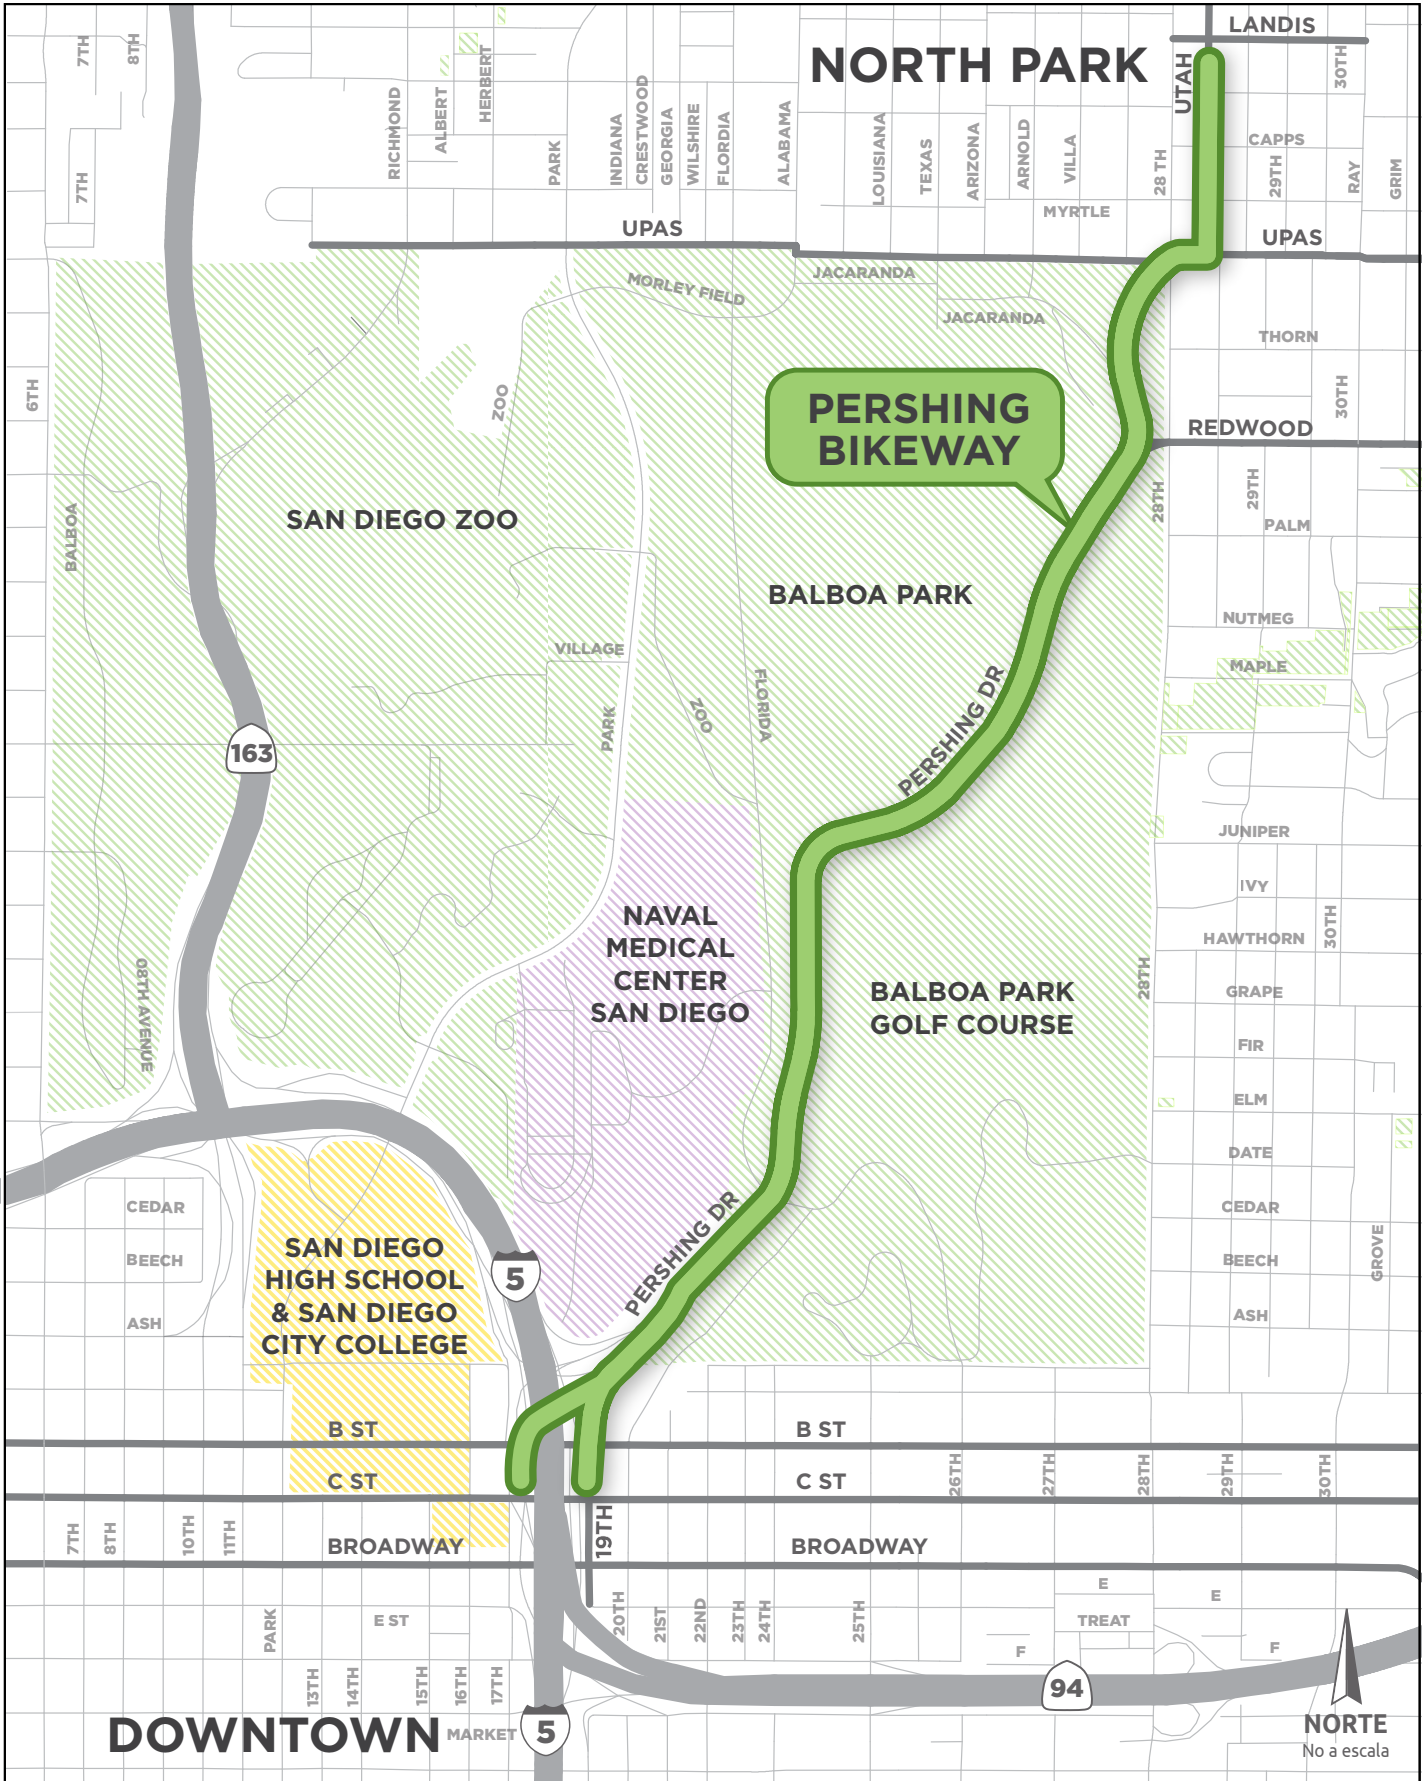 LANDIS
7TH
8TH
HERBERT
NORTH PARK
UTAH
30TH
RICHMOND
ALBERT
PARK
INDIANA
CRESTWOOD
GEORGIA
WILSHIRE
FLORDIA
ALABAMA
LOUISIANA
TEXAS
ARIZONA
ARNOLD
VILLA
28 TH
CAPPS
29TH
RAY
GRIM
7TH
MYRTLE
UPAS
UPAS
MORLEY FIELD
JACARANDA
JACARANDA
THORN
6TH
ZOO
30TH
PERSHING
BIKEWAY
REDWOOD
SAN DIEGO ZOO
BALBOA
28TH
29TH
PALM
BALBOA PARK
NUTMEG
VILLAGE
MAPLE
PARK
ZOO
FLORIDA
PERSHING DR
163
JUNIPER
IVY
NAVAL
MEDICAL
CENTER
SAN DIEGO
30TH
HAWTHORN
08TH AVENUE
28TH
BALBOA PARK
GOLF COURSE
GRAPE
FIR
ELM
DATE
CEDAR
CEDAR
PERSHING DR
SAN DIEGO
HIGH SCHOOL
& SAN DIEGO
CITY COLLEGE
BEECH
5
BEECH
GROVE
ASH
ASH
B ST
B ST
C ST
C ST
26TH
27TH
28TH
29TH
30TH
7TH
8TH
10TH
11TH
BROADWAY
19TH
BROADWAY
E
E
PARK
E ST
20TH
21ST
22ND
23TH
24TH
25TH
TREAT
F
F
13TH
14TH
15TH
16TH
17TH
94
DOWNTOWN
MARKET
5
NORTE
No a escala